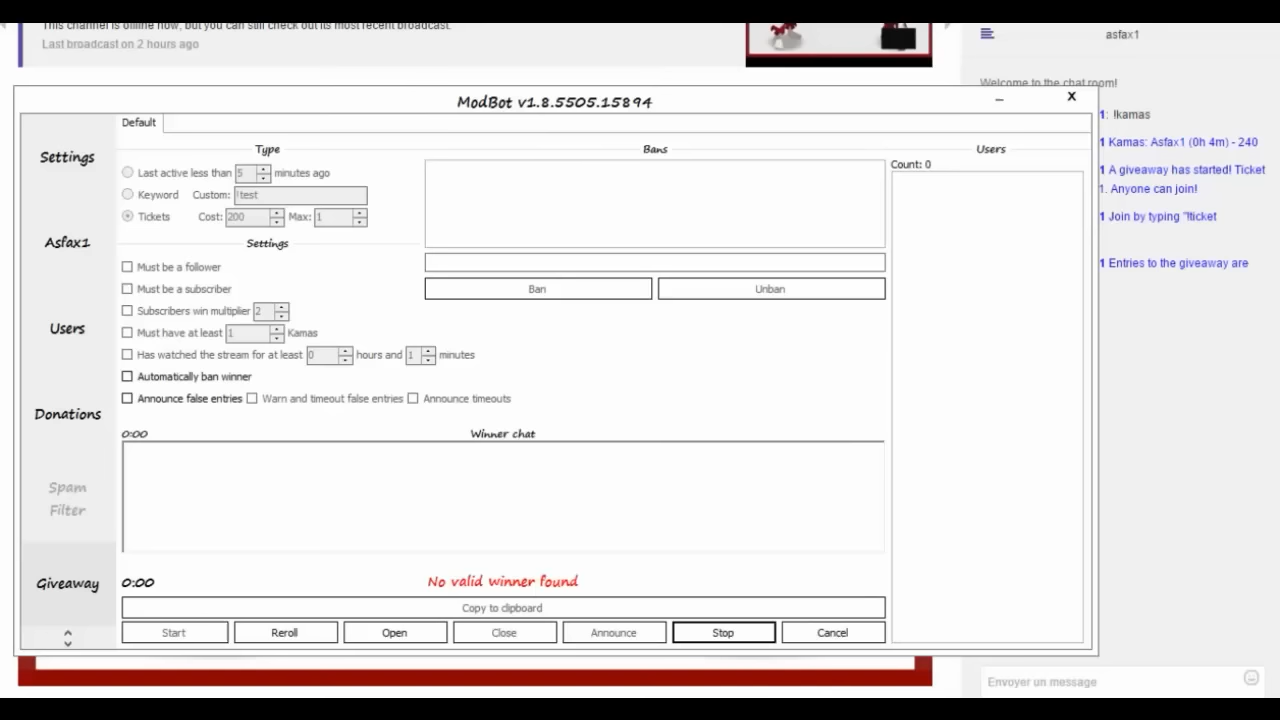 This channel is offline now, but you can still check out its most recent broadcast.
Last broadcast on 2 hours ago
asfax1
Welcome to the chat room!
ModBot v1.8.5505.15894
X
1: !kamas
1 Kamas: Asfax1 (0h 4m) - 240
1 A giveaway has started! Ticket
1. Anyone can join!
1 Join by typing "!ticket
1 Entries to the giveaway are
Settings
Asfax1
Users
Donations
Spam
Filter
Giveaway
Default
Type
Last active less than 5 minutes ago
Keyword Custom: !test
Tickets Cost: 200 Max: 1
Settings
Must be a follower
Must be a subscriber
Subscribers win multiplier 2
Must have at least 1 Kamas
Has watched the stream for at least 0 hours and 1 minutes
Automatically ban winner
Announce false entries Warn and timeout false entries Announce timeouts
Bans
Ban Unban
Users
Count: 0
0:00 Winner chat
0:00 No valid winner found
Copy to clipboard
Start Reroll Open Close Announce Stop Cancel
Envoyer un message